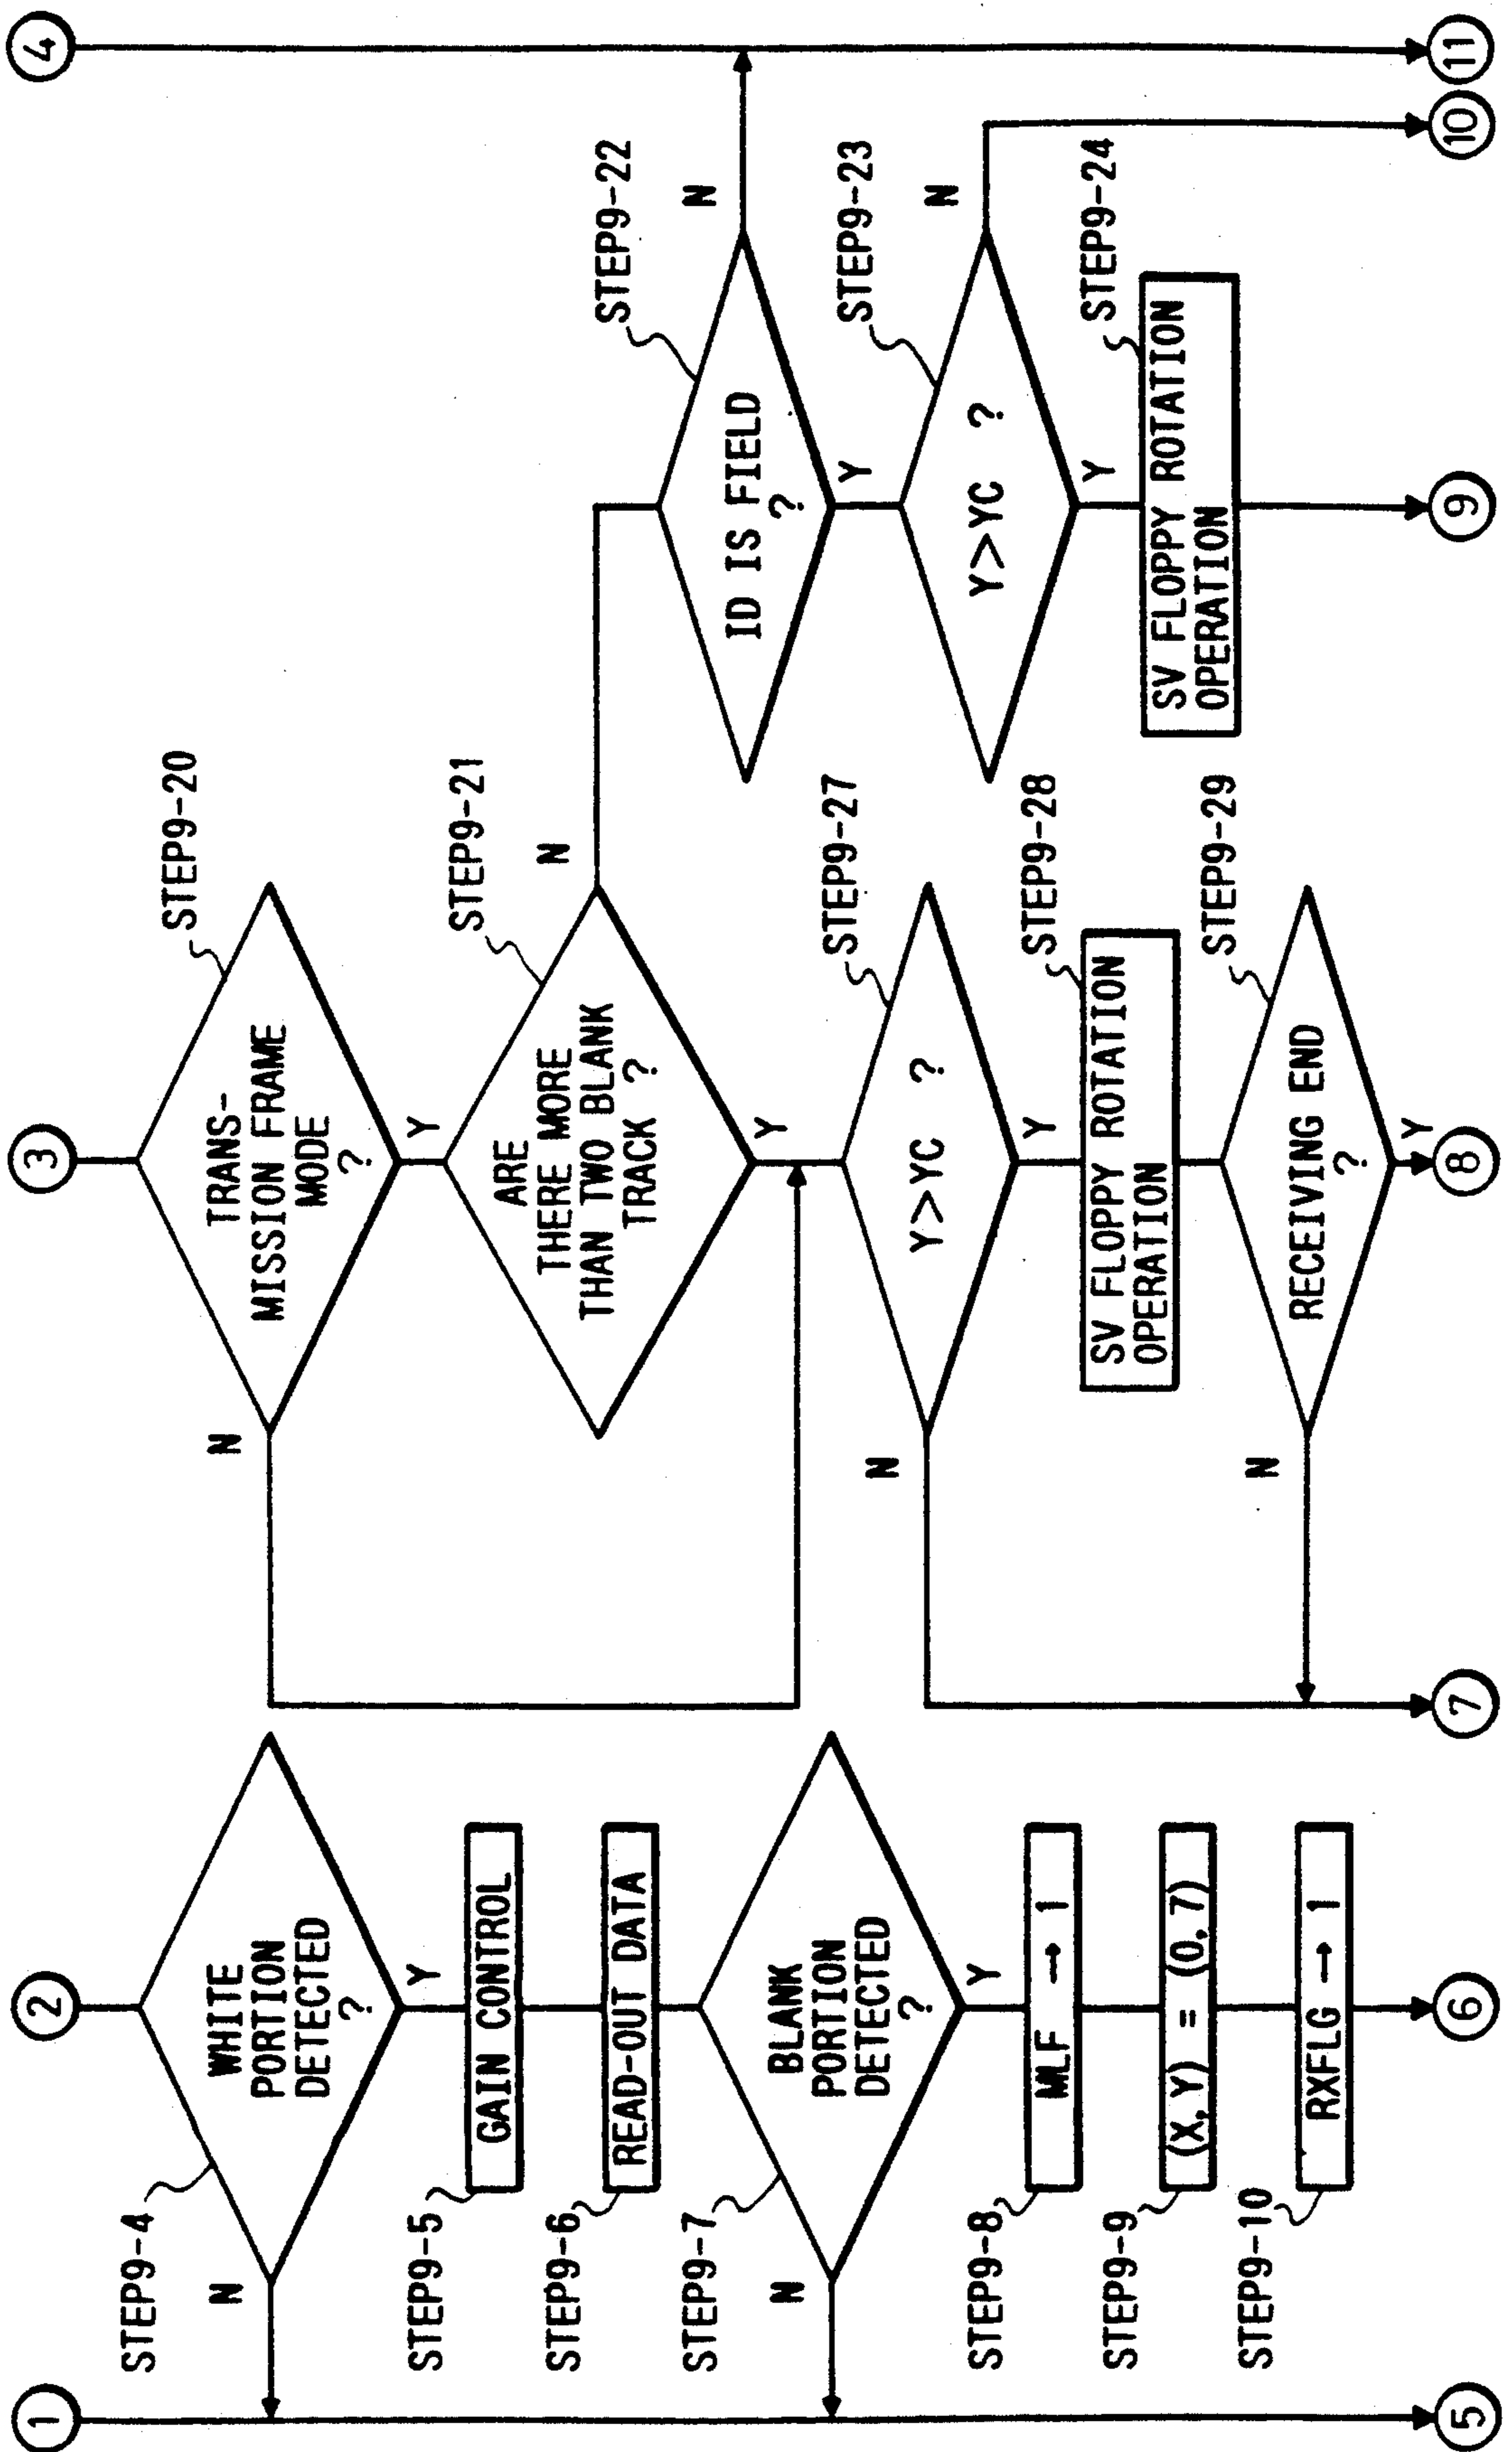 1
2
3
4
STEP9-4
WHITE
PORTION
DETECTED
?
N
Y
STEP9-5
GAIN CONTROL
STEP9-6
READ-OUT DATA
STEP9-7
BLANK
PORTION
DETECTED
?
N
Y
STEP9-8
MLF → 1
STEP9-9
(X,Y) = (0,7)
STEP9-10
RXFLG → 1
STEP9-20
TRANS-
MISSION FRAME
MODE
?
N
Y
STEP9-21
ARE
THERE MORE
THAN TWO BLANK
TRACK ?
N
Y
STEP9-27
Y>YC ?
N
Y
STEP9-28
SV FLOPPY ROTATION
OPERATION
STEP9-29
RECEIVING END
?
N
Y
STEP9-22
ID IS FIELD
?
N
Y
STEP9-23
Y>YC ?
N
Y
STEP9-24
SV FLOPPY ROTATION
OPERATION
5
6
7
8
9
10
11